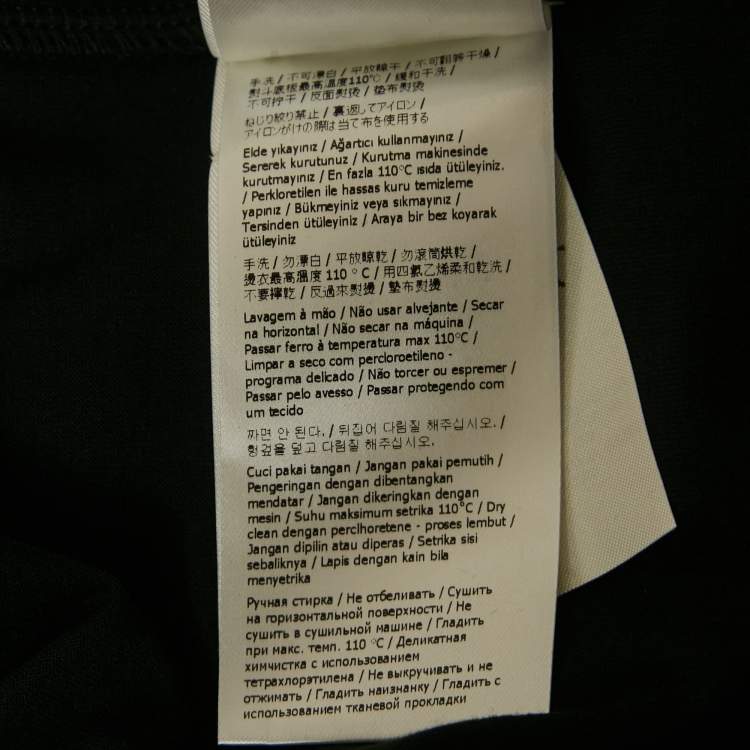 手洗 / 不可漂白 / 平放晾干 / 不可翻转干燥 /
熨斗底板最高温度110℃ / 缓和干洗 /
不可拧干 / 反面熨烫 / 垫布熨烫
ねじり絞り禁止 / 裏返してアイロン /
アイロンがけの際は当て布を使用する
Elde yıkayınız / Ağartıcı kullanmayınız /
Sererek kurutunuz / Kurutma makinesinde
kurutmayınız / En fazla 110°C ısıda ütüleyiniz.
/ Perkloretilen ile hassas kuru temizleme
yapınız / Bükmeyiniz veya sıkmayınız /
Tersinden ütüleyiniz / Araya bir bez koyarak
ütüleyiniz
手洗 / 勿漂白 / 平放晾乾 / 勿滾筒烘乾 /
燙衣最高溫度 110 ° C / 用四氯乙烯柔和乾洗 /
不要擰乾 / 反過來熨燙 / 墊布熨燙
Lavagem à mão / Não usar alvejante / Secar
na horizontal / Não secar na máquina /
Passar ferro à temperatura max 110°C /
Limpar a seco com percloroetileno -
programa delicado / Não torcer ou espremer /
Passar pelo avesso / Passar protegendo com
um tecido
짜면 안 된다. / 뒤집어 다림질 해주십시오. /
헝겊을 덮고 다림질 해주십시오.
Cuci pakai tangan / Jangan pakai pemutih /
Pengeringan dengan dibentangkan
mendatar / Jangan dikeringkan dengan
mesin / Suhu maksimum setrika 110°C / Dry
clean dengan perclhoretene - proses lembut /
Jangan dipilin atau diperas / Setrika sisi
sebaliknya / Lapis dengan kain bila
menyetrika
Ручная стирка / Не отбеливать / Сушить
на горизонтальной поверхности / Не
сушить в сушильной машине / Гладить
при макс. темп. 110 °C / Деликатная
химчистка с использованием
тетрахлорэтилена / Не выкручивать и не
отжимать / Гладить наизнанку / Гладить с
использованием тканевой прокладки